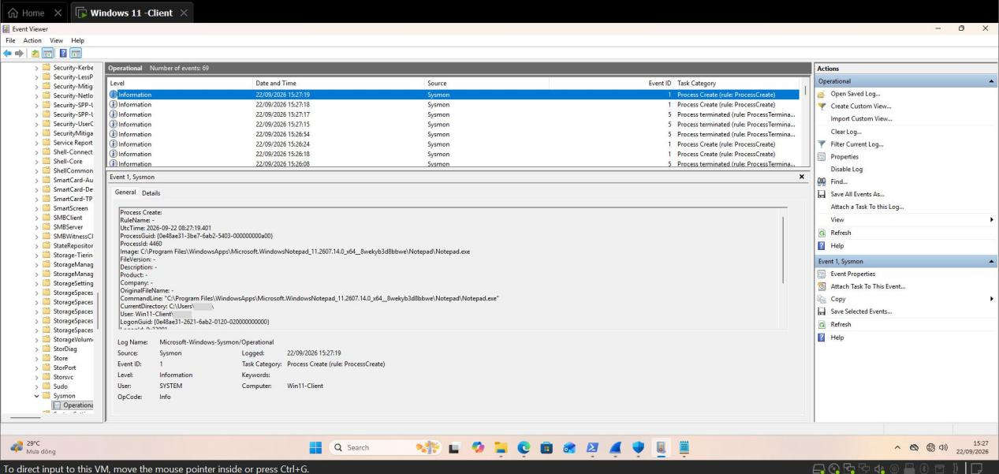 Home
Windows 11 -Client
Event Viewer
File Action View Help
Security-Kerbe
Security-LessP
Security-Mitig
Security-Netlo
Security-SPP-U
Security-SPP-U
Security-UserC
SecurityMitiga
Service Report
Shell-Connect
Shell-Core
ShellCommon
SmartCard-Au
SmartCard-De
SmartCard-TP
SmartScreen
SMBClient
SMBServer
SMBWitnessCl
StateRepositor
Storage-Tierin
StorageManag
StorageManag
StorageSetting
StorageSpaces
StorageSpaces
StorageSpaces
StorageSpaces
StorageSpaces
StorageVolum
StorDiag
Store
StorPort
Storsvc
Sudo
Sysmon
Operationa
Operational Number of events: 69
Level Date and Time Source Event ID Task Category
Information 22/09/2026 15:27:19 Sysmon 1 Process Create (rule: ProcessCreate)
Information 22/09/2026 15:27:18 Sysmon 1 Process Create (rule: ProcessCreate)
Information 22/09/2026 15:27:17 Sysmon 5 Process terminated (rule: ProcessTermina...
Information 22/09/2026 15:27:15 Sysmon 5 Process terminated (rule: ProcessTermina...
Information 22/09/2026 15:26:54 Sysmon 5 Process terminated (rule: ProcessTermina...
Information 22/09/2026 15:26:24 Sysmon 1 Process Create (rule: ProcessCreate)
Information 22/09/2026 15:26:18 Sysmon 1 Process Create (rule: ProcessCreate)
Information 22/09/2026 15:26:08 Sysmon 5 Process terminated (rule: ProcessTermina...
Event 1, Sysmon
General Details
Process Create:
RuleName: -
UtcTime: 2026-09-22 08:27:19.401
ProcessGuid: {0e48ae31-3be7-6ab2-5403-000000000a00}
ProcessId: 4460
Image: C:\Program Files\WindowsApps\Microsoft.WindowsNotepad_11.2607.14.0_x64__8wekyb3d8bbwe\Notepad\Notepad.exe
FileVersion: -
Description: -
Product: -
Company: -
OriginalFileName: -
CommandLine: "C:\Program Files\WindowsApps\Microsoft.WindowsNotepad_11.2607.14.0_x64__8wekyb3d8bbwe\Notepad\Notepad.exe"
CurrentDirectory: C:\Users\ \
User: Win11-Client\
LogonGuid: {0e48ae31-2621-6ab2-0120-020000000000}
Log Name: Microsoft-Windows-Sysmon/Operational
Source: Sysmon Logged: 22/09/2026 15:27:19
Event ID: 1 Task Category: Process Create (rule: ProcessCreate)
Level: Information Keywords:
User: SYSTEM Computer: Win11-Client
OpCode: Info
Actions
Operational
Open Saved Log...
Create Custom View...
Import Custom View...
Clear Log...
Filter Current Log...
Properties
Disable Log
Find...
Save All Events As...
Attach a Task To this Log...
View
Refresh
Help
Event 1, Sysmon
Event Properties
Attach Task To This Event...
Copy
Save Selected Events...
Refresh
Help
29°C
Mưa dông
Search
15:27
22/09/2026
To direct input to this VM, move the mouse pointer inside or press Ctrl+G.